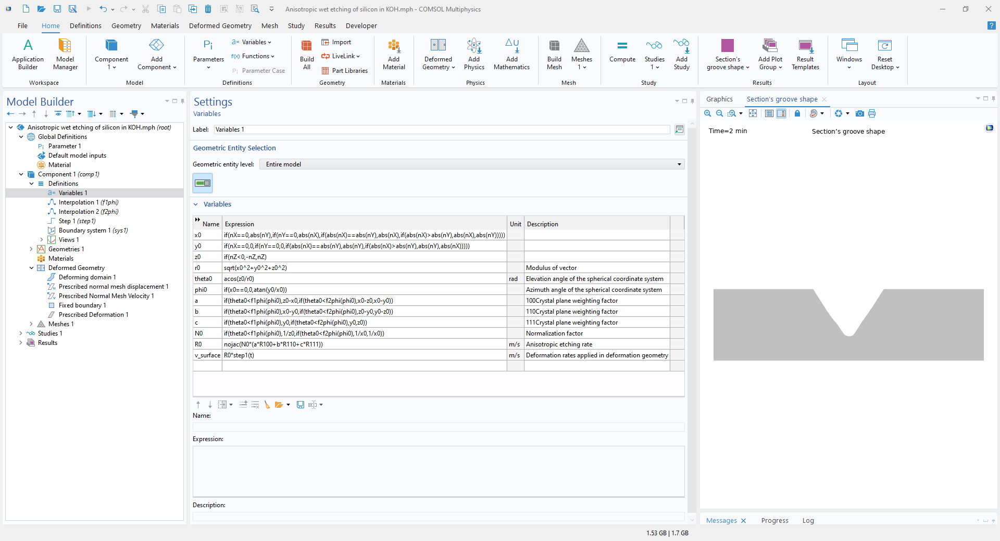 Anisotropic wet etching of silicon in KOH.mph - COMSOL Multiphysics
File Home Definitions Geometry Materials Deformed Geometry Mesh Study Results Developer ?
Application Builder
Model Manager
Workspace
Component 1
Add Component
Model
Pi
Parameters
a= Variables
f(x) Functions
Pi Parameter Case
Definitions
Build All
Import
LiveLink
Part Libraries
Geometry
Add Material
Materials
Deformed Geometry
Add Physics
Δu
Add Mathematics
Physics
Build Mesh
Meshes 1
Mesh
Compute
Studies 1
Add Study
Study
Section's groove shape
Add Plot Group
Result Templates
Results
Windows
Reset Desktop
Layout
Model Builder
Anisotropic wet etching of silicon in KOH.mph (root)
Global Definitions
Pi Parameter 1
Default model inputs
Material
Component 1 (comp1)
Definitions
a= Variables 1
Interpolation 1 (f1phi)
Interpolation 2 (f2phi)
Step 1 (step1)
Boundary system 1 (sys1)
Views 1
Geometries 1
Materials
Deformed Geometry
Deforming domain 1
Prescribed normal mesh displacement 1
Prescribed Normal Mesh Velocity 1
Fixed boundary 1
Prescribed Deformation 1
Meshes 1
Studies 1
Results
Settings
Variables
Label: Variables 1
Geometric Entity Selection
Geometric entity level: Entire model
Variables
Name Expression Unit Description
x0 if(nX==0,abs(nY),if(nY==0,abs(nX),if(abs(nX)==abs(nY),abs(nX),if(abs(nX)>abs(nY),abs(nX),abs(nY)))))
y0 if(nX==0,0,if(nY==0,0,if(abs(nX)==abs(nY),abs(nY),if(abs(nX)>abs(nY),abs(nY),abs(nX)))))
z0 if(nZ<0,-nZ,nZ)
r0 sqrt(x0^2+y0^2+z0^2) Modulus of vector
theta0 acos(z0/r0) rad Elevation angle of the spherical coordinate system
phi0 if(x0==0,0,atan(y0/x0)) Azimuth angle of the spherical coordinate system
a if(theta0<f1phi(phi0),z0-x0,if(theta0<f2phi(phi0),x0-z0,x0-y0)) 100Crystal plane weighting factor
b if(theta0<f1phi(phi0),x0-y0,if(theta0<f2phi(phi0),z0-y0,y0-z0)) 110Crystal plane weighting factor
c if(theta0<f1phi(phi0),y0,if(theta0<f2phi(phi0),y0,z0)) 111Crystal plane weighting factor
N0 if(theta0<f1phi(phi0),1/z0,if(theta0<f2phi(phi0),1/x0,1/x0)) Normalization factor
R0 nojac(N0*(a*R100+b*R110+c*R111)) m/s Anisotropic etching rate
v_surface R0*step1(t) m/s Deformation rates applied in deformation geometry
Name:
Expression:
Description:
Graphics Section's groove shape
Time=2 min Section's groove shape
Messages Progress Log
1.53 GB | 1.7 GB